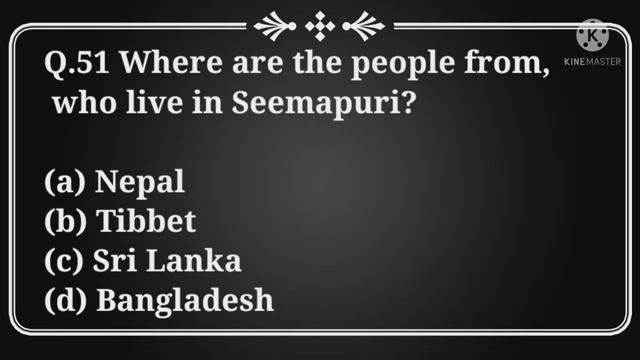 Q.51 Where are the people from,
who live in Seemapuri?
(a) Nepal
(b) Tibbet
(c) Sri Lanka
(d) Bangladesh
K
KINEMASTER